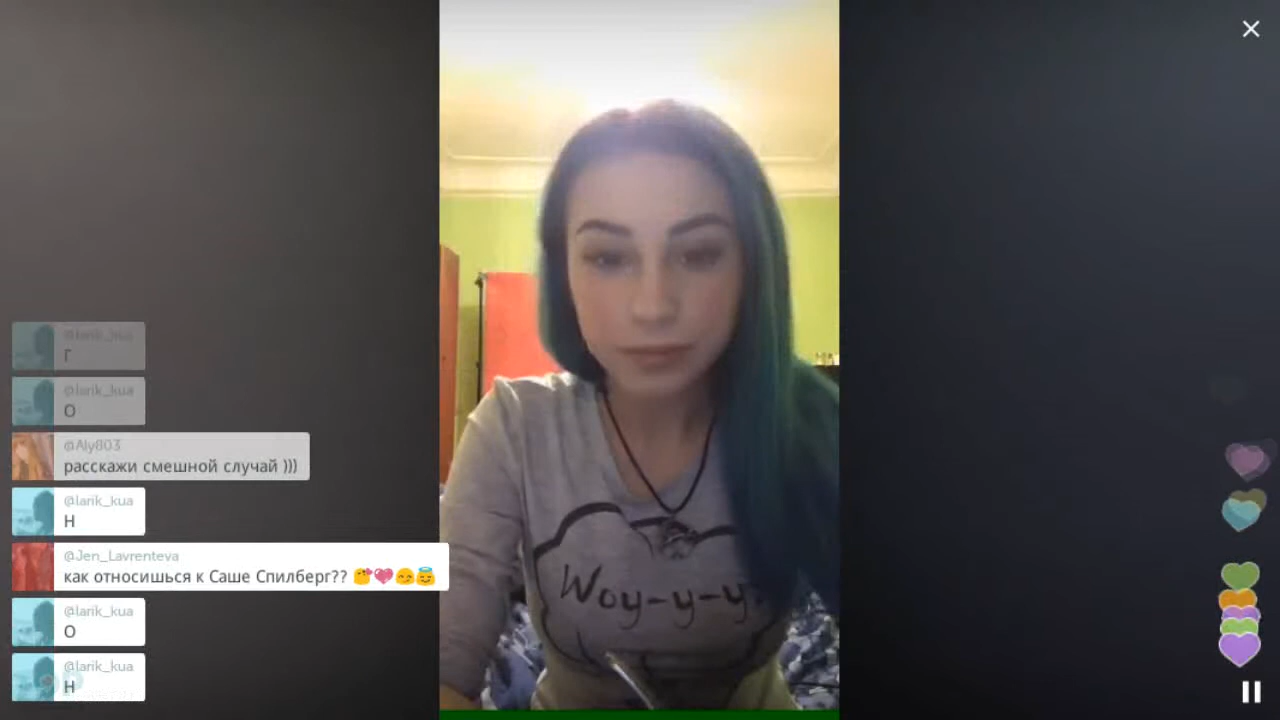 @larik_kua
Г
@larik_kua
О
@Aly803
расскажи смешной случай )))
@larik_kua
Н
@Jen_Lavrenteva
как относишься к Саше Спилберг??
@larik_kua
О
@larik_kua
Н
Woy-y-y